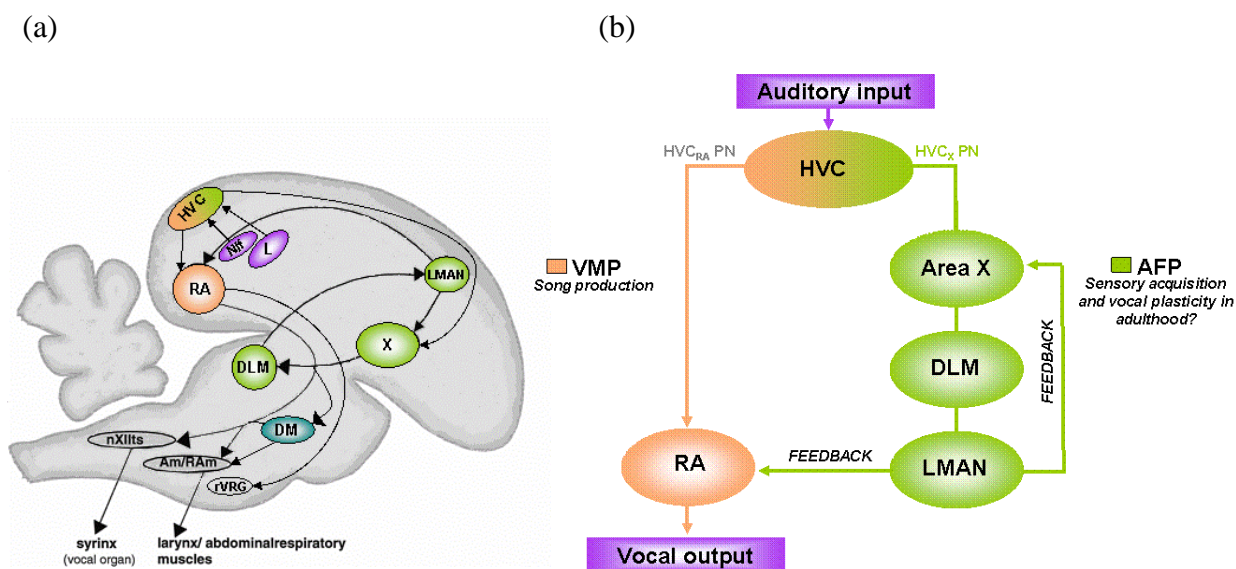 (a)
HVC
Nif
L
RA
LMAN
X
DLM
DM
nXIIts
Am/RAm
rVRG
syrinx
(vocal organ)
larynx/ abdominalrespiratory
muscles
(b)
Auditory input
HVC_RA PN
HVC
HVC_X PN
VMP
Song production
Area X
AFP
Sensory acquisition
and vocal plasticity in
adulthood?
DLM
FEEDBACK
RA
FEEDBACK
LMAN
Vocal output